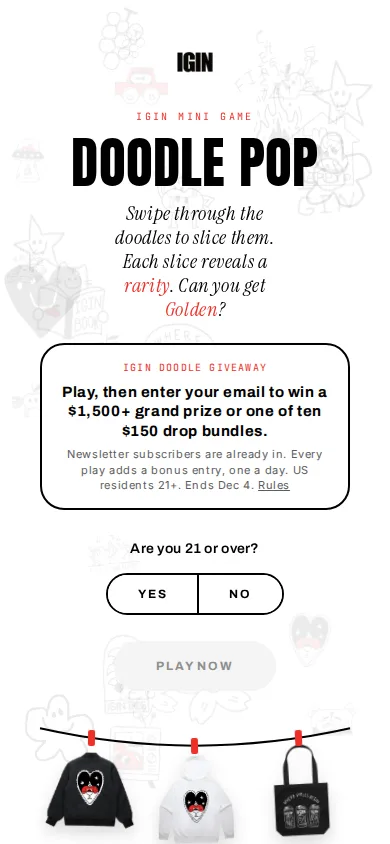 IGIN
IGIN MINI GAME
DOODLE POP
Swipe through the
doodles to slice them.
Each slice reveals a
rarity. Can you get
Golden?
IGIN DOODLE GIVEAWAY
Play, then enter your email to win a
$1,500+ grand prize or one of ten
$150 drop bundles.
Newsletter subscribers are already in. Every
play adds a bonus entry, one a day. US
residents 21+. Ends Dec 4. Rules
Are you 21 or over?
YES NO
PLAY NOW